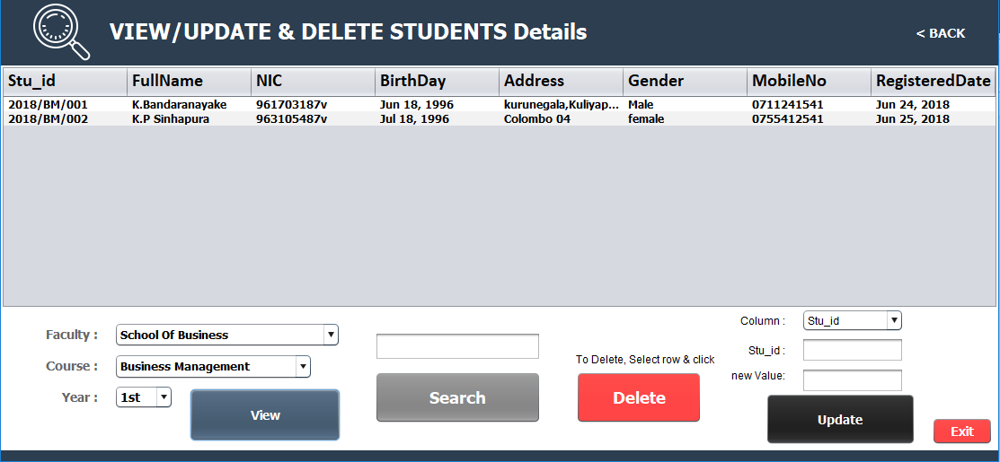 VIEW/UPDATE & DELETE STUDENTS Details
< BACK
Stu_id FullName NIC BirthDay Address Gender MobileNo RegisteredDate
2018/BM/001 K.Bandaranayake 961703187v Jun 18, 1996 kurunegala,Kuliyap... Male 0711241541 Jun 24, 2018
2018/BM/002 K.P Sinhapura 963105487v Jul 18, 1996 Colombo 04 female 0755412541 Jun 25, 2018
Faculty : School Of Business
Course : Business Management
Year : 1st
View
Search
To Delete, Select row & click
Delete
Column : Stu_id
Stu_id :
new Value:
Update
Exit